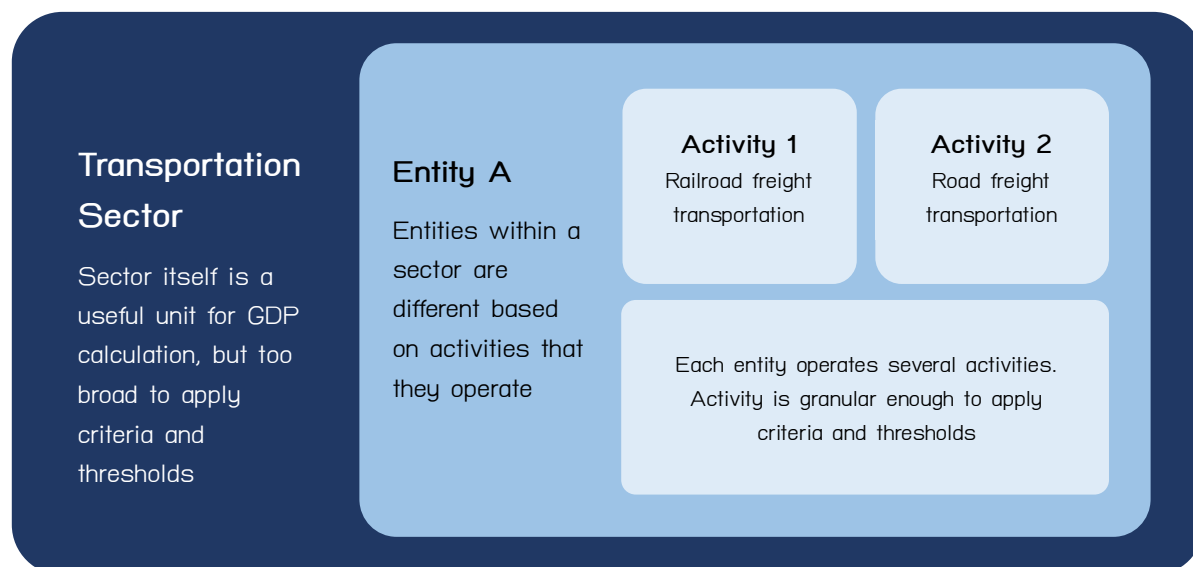 Transportation
Sector
Sector itself is a
useful unit for GDP
calculation, but too
broad to apply
criteria and
thresholds
Entity A
Entities within a
sector are
different based
on activities that
they operate
Activity 1
Railroad freight
transportation
Activity 2
Road freight
transportation
Each entity operates several activities.
Activity is granular enough to apply
criteria and thresholds